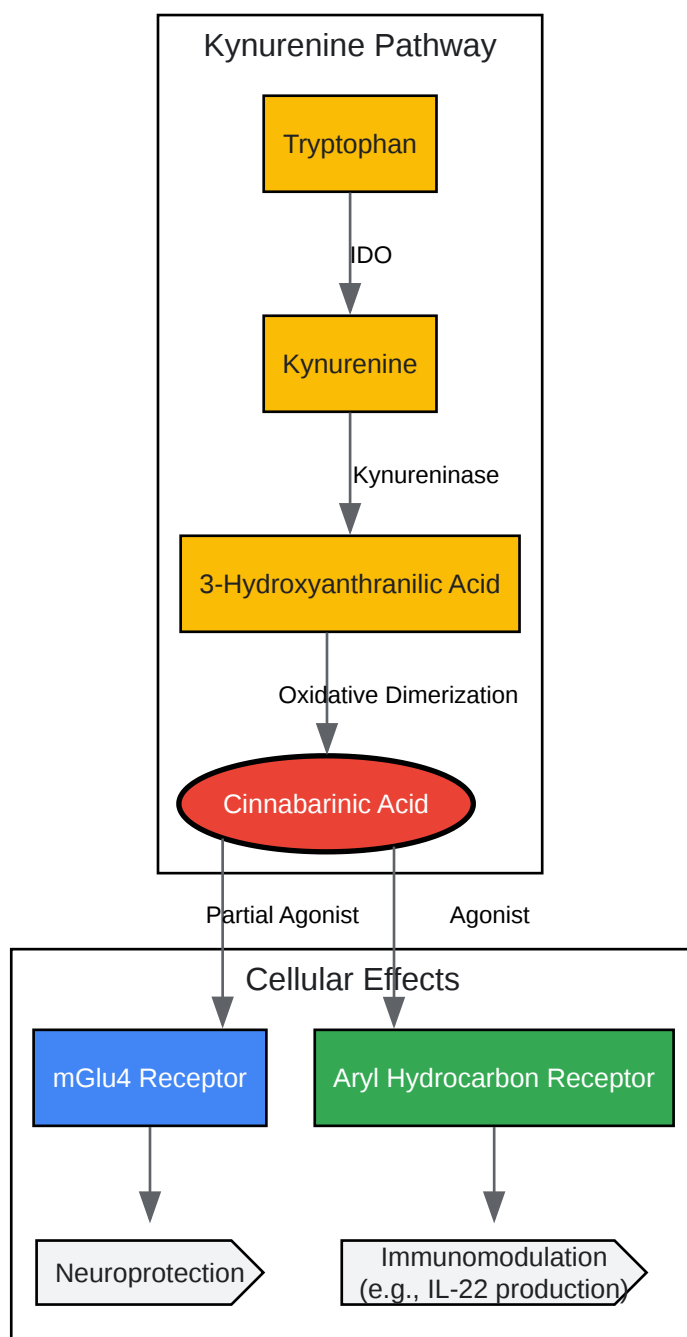 Kynurenine Pathway
Tryptophan
IDO
Kynurenine
Kynureninase
3-Hydroxyanthranilic Acid
Oxidative Dimerization
Cinnabarinic Acid
Partial Agonist
Agonist
Cellular Effects
mGlu4 Receptor
Aryl Hydrocarbon Receptor
Neuroprotection
Immunomodulation
(e.g., IL-22 production)